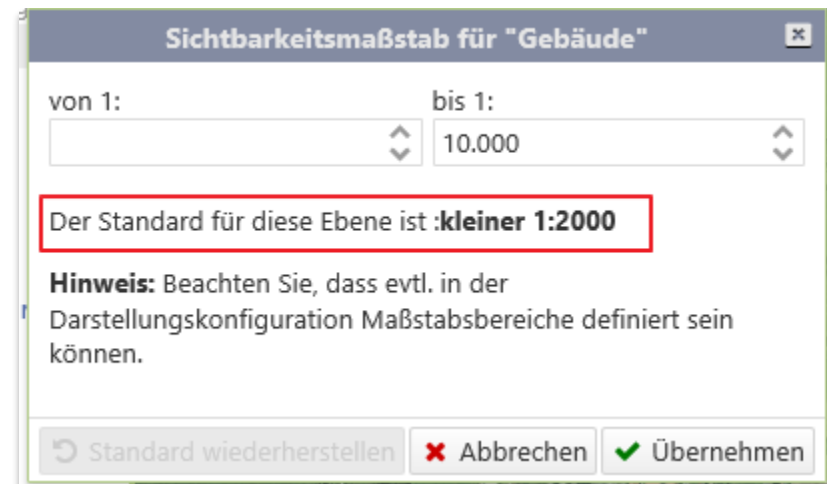 Sichtbarkeitsmaßstab für "Gebäude"
von 1: bis 1:
10.000
Der Standard für diese Ebene ist :kleiner 1:2000
Hinweis: Beachten Sie, dass evtl. in der
Darstellungskonfiguration Maßstabsbereiche definiert sein
können.
Standard wiederherstellen Abbrechen Übernehmen